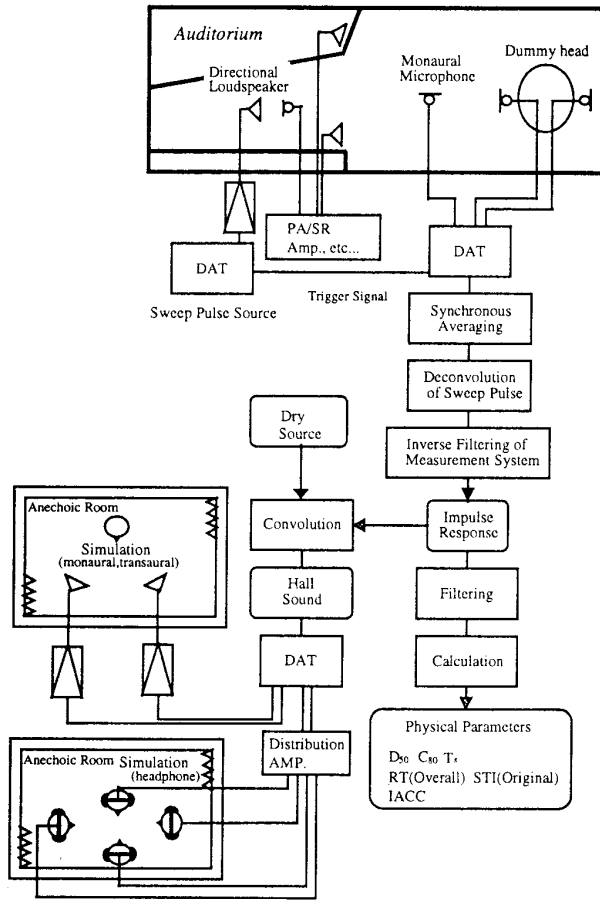 Auditorium
Directional
Loudspeaker
Monaural
Microphone
Dummy head
PA/SR
Amp., etc...
DAT
DAT
Trigger Signal
Sweep Pulse Source
Synchronous
Averaging
Deconvolution
of Sweep Pulse
Dry
Source
Inverse Filtering of
Measurement System
Anechoic Room
Simulation
(monaural,transaural)
Convolution
Impulse
Response
Hall
Sound
Filtering
DAT
Calculation
Physical Parameters
D50 C80 Ts
RT(Overall) STI(Original)
IACC
Distribution
AMP.
Anechoic Room Simulation
(headphone)